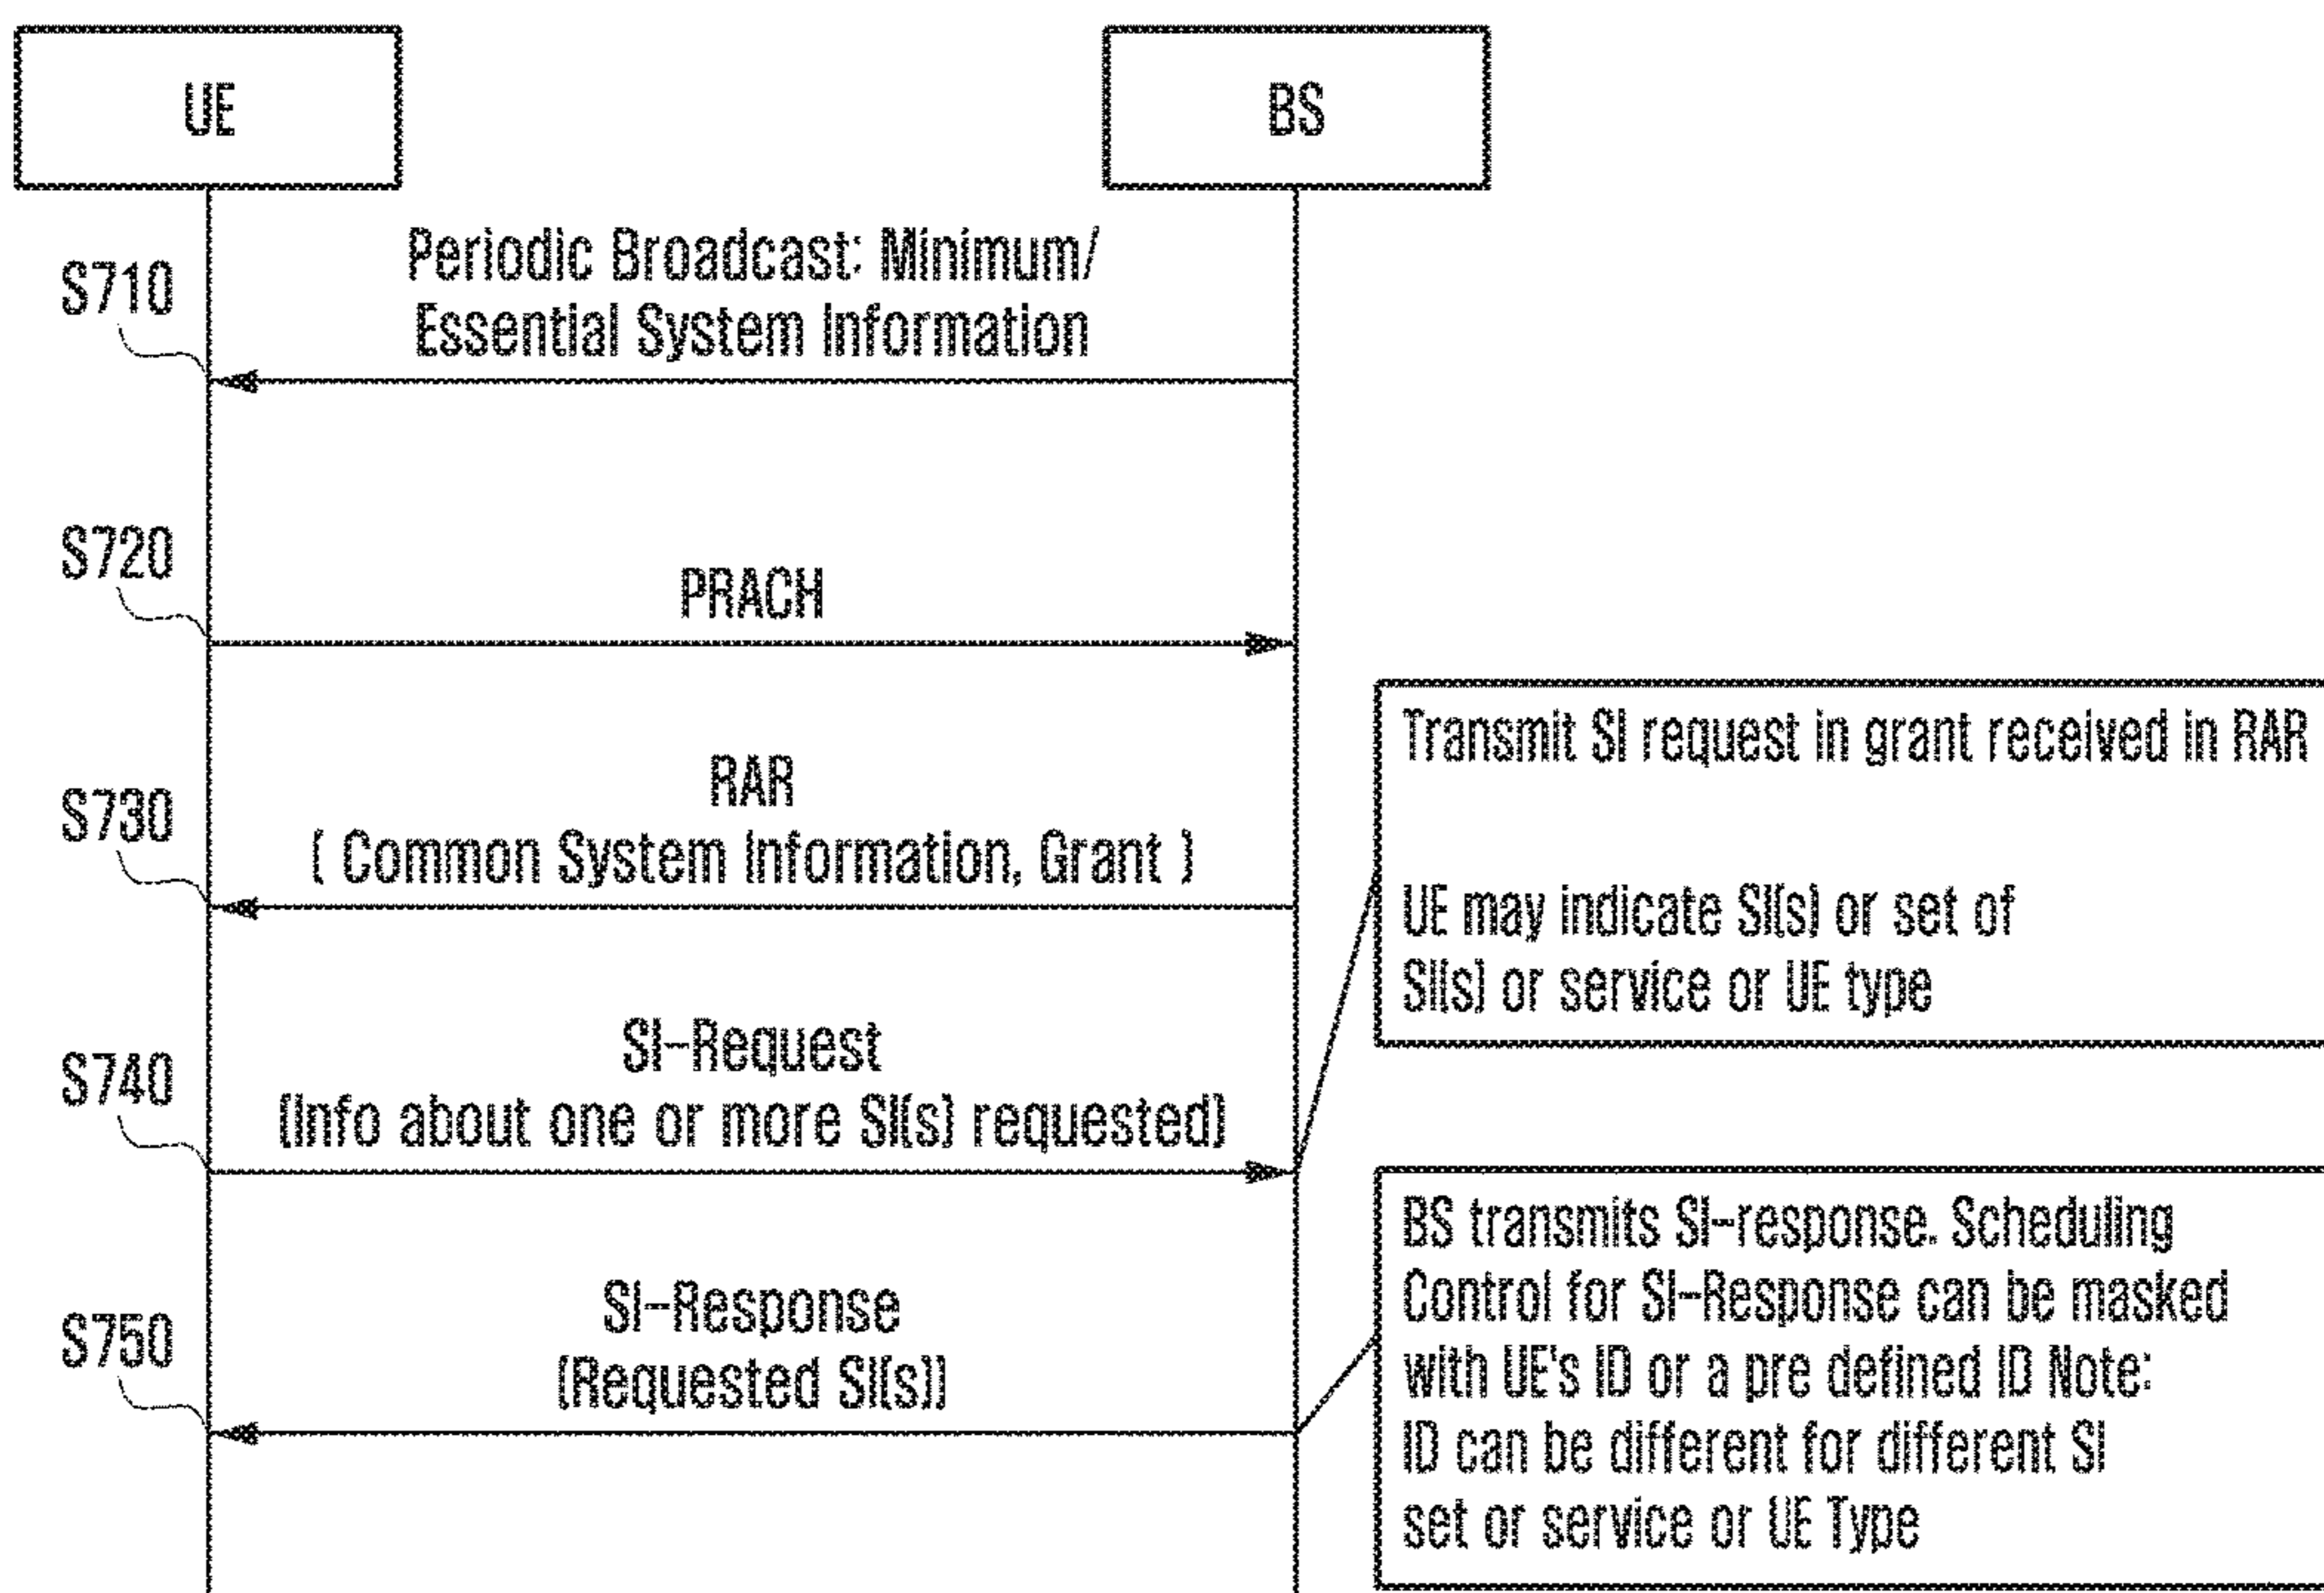 UE
BS
S710
Periodic Broadcast: Minimum/
Essential System Information
S720
PRACH
S730
RAR
( Common System Information, Grant )
S740
SI-Request
(Info about one or more SI(s) requested)
Transmit SI request in grant received in RAR
UE may indicate SI(s) or set of
SI(s) or service or UE type
S750
SI-Response
(Requested SI(s))
BS transmits SI-response. Scheduling
Control for SI-Response can be masked
with UE's ID or a pre defined ID Note:
ID can be different for different SI
set or service or UE Type